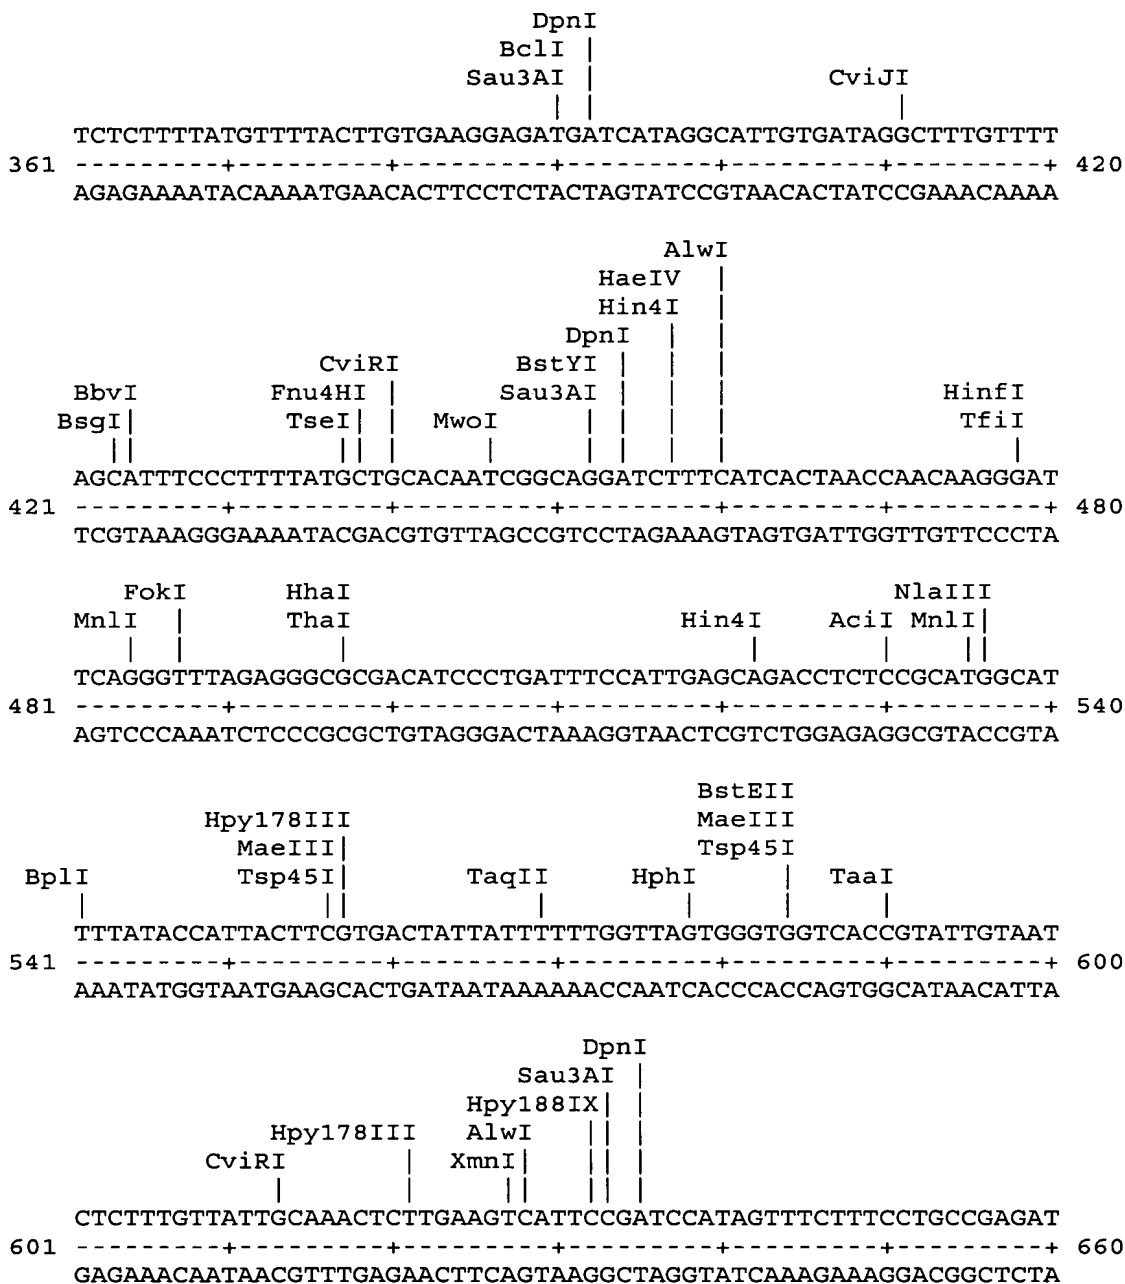 DpnI
BclI |
Sau3AI | CviJI
| | |
TCTCTTTTATGTTTTACTTGTGAAGGAGATGATCATAGGCATTGTGATAGGCTTTGTTTT
361 ---------+---------+---------+---------+---------+---------+ 420
AGAGAAAATACAAAATGAACACTTCCTCTACTAGTATCCGTAACACTATCCGAAACAAAA
AlwI
HaeIV |
Hin4I |
DpnI | |
CviRI BstYI | | |
BbvI Fnu4HI | Sau3AI | | | HinfI
BsgI| TseI| | MwoI | | | | TfiI
|| || | | | | | | |
AGCATTTCCCTTTTATGCTGCACAATCGGCAGGATCTTTCATCACTAACCAACAAGGGAT
421 ---------+---------+---------+---------+---------+---------+ 480
TCGTAAAGGGAAAATACGACGTGTTAGCCGTCCTAGAAAGTAGTGATTGGTTGTTCCCTA
FokI HhaI NlaIII
MnlI | ThaI Hin4I AciI MnlI|
| | | | | ||
TCAGGGTTTAGAGGGCGCGACATCCCTGATTTCCATTGAGCAGACCTCTCCGCATGGCAT
481 ---------+---------+---------+---------+---------+---------+ 540
AGTCCCAAATCTCCCGCGCTGTAGGGACTAAAGGTAACTCGTCTGGAGAGGCGTACCGTA
BstEII
Hpy178III MaeIII
MaeIII| Tsp45I
BplI Tsp45I| TaqII HphI | TaaI
| || | | | |
TTTATACCATTACTTCGTGACTATTATTTTTTGGTTAGTGGGTGGTCACCGTATTGTAAT
541 ---------+---------+---------+---------+---------+---------+ 600
AAATATGGTAATGAAGCACTGATAATAAAAAACCAATCACCCACCAGTGGCATAACATTA
DpnI
Sau3AI |
Hpy188IX| |
Hpy178III AlwI || |
CviRI | XmnI| || |
| | || || |
CTCTTTGTTATTGCAAACTCTTGAAGTCATTCCGATCCATAGTTTCTTTCCTGCCGAGAT
601 ---------+---------+---------+---------+---------+---------+ 660
GAGAAACAATAACGTTTGAGAACTTCAGTAAGGCTAGGTATCAAAGAAAGGACGGCTCTA